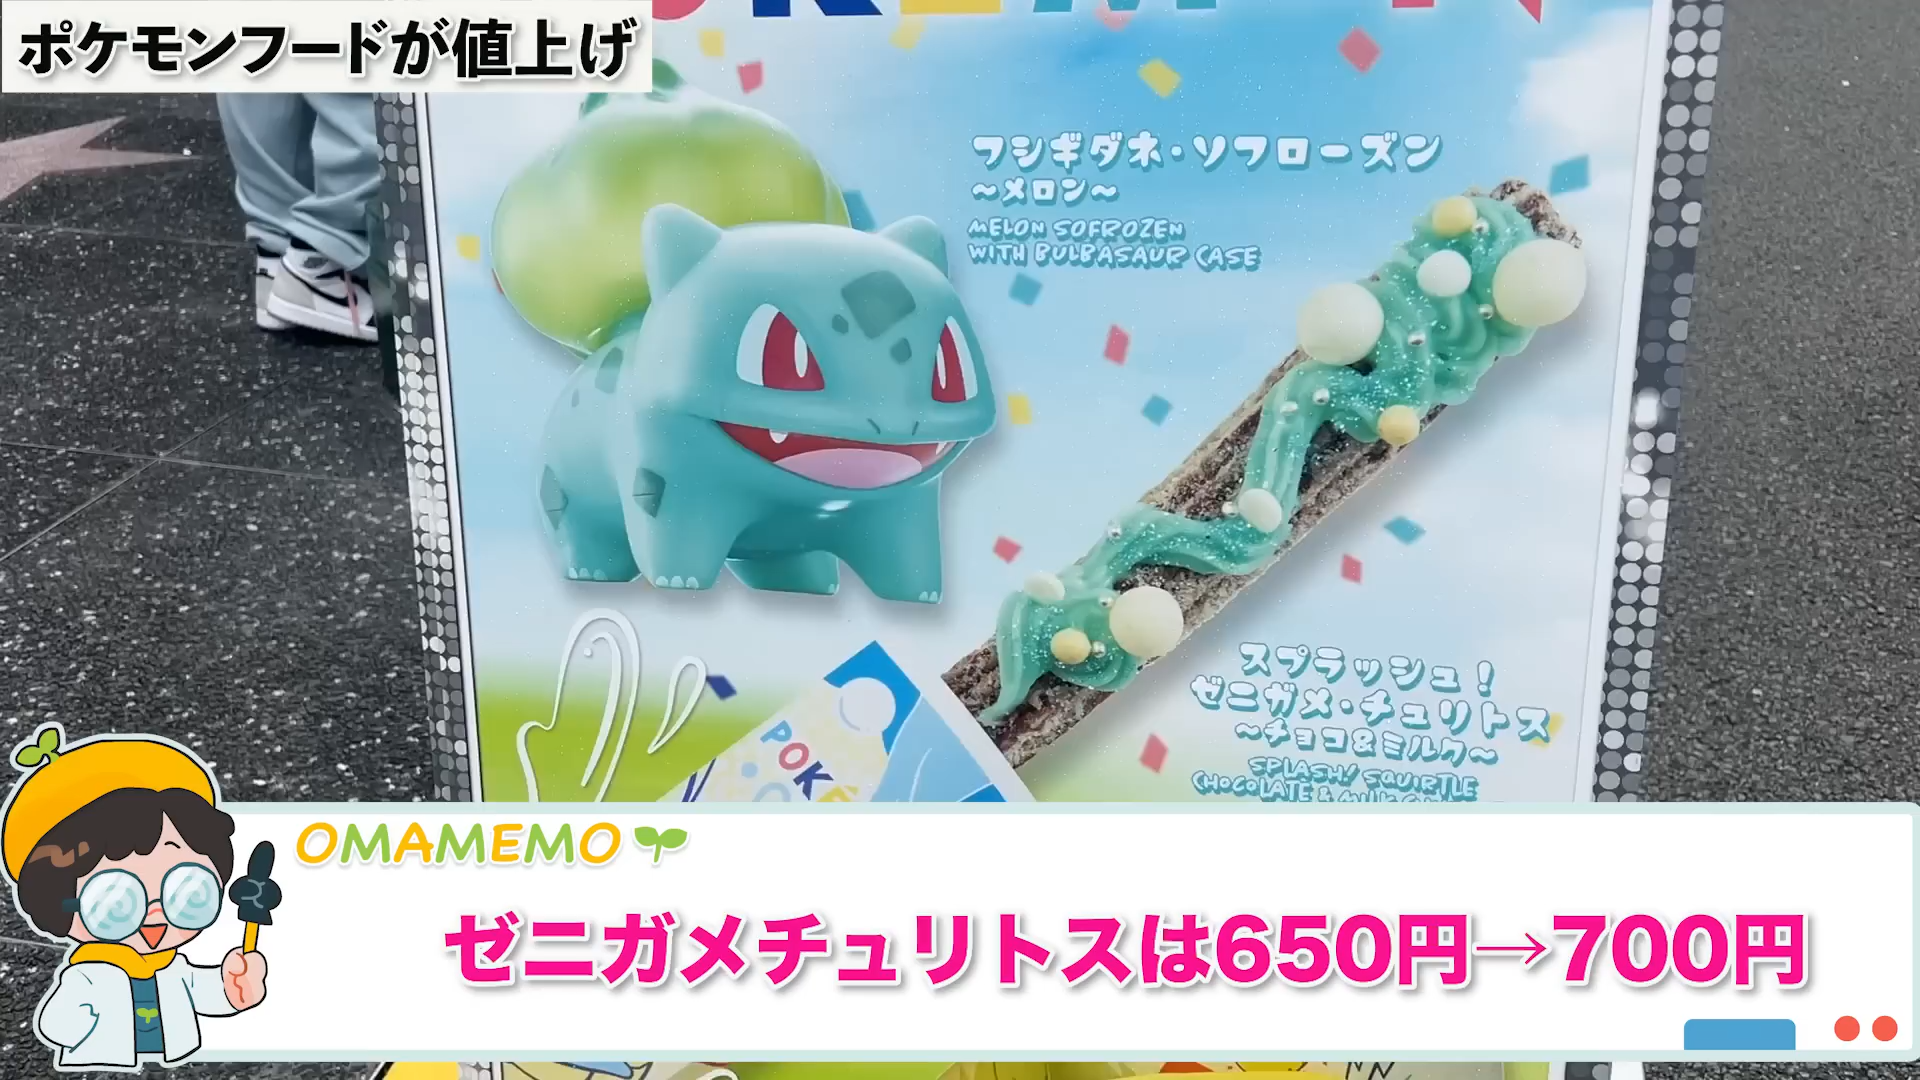 ポケモンフードが値上げ
フシギダネ・ソフローズン
～メロン～
MELON SOFROZEN
WITH BULBASAUR CASE
スプラッシュ！
ゼニガメ・チュリトス
～チョコ&ミルク～
SPLASH! SQUIRTLE
CHOCOLATE & MILK
POKÉ
OMAMEMO
ゼニガメチュリトスは650円→700円